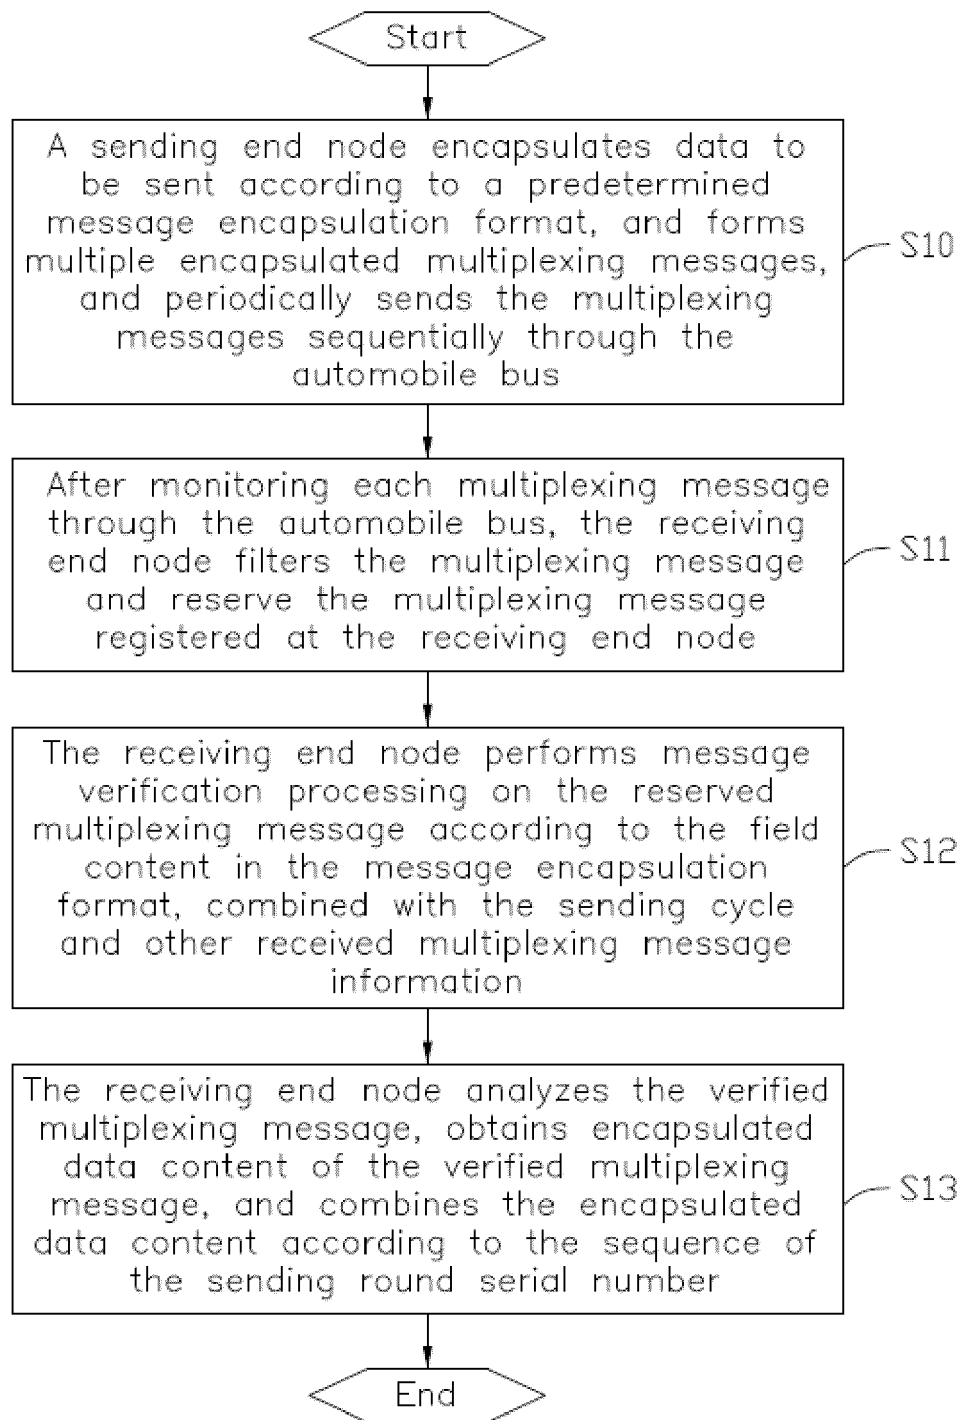 Start
A sending end node encapsulates data to
be sent according to a predetermined
message encapsulation format, and forms
multiple encapsulated multiplexing messages,
and periodically sends the multiplexing
messages sequentially through the
automobile bus
S10
After monitoring each multiplexing message
through the automobile bus, the receiving
end node filters the multiplexing message
and reserve the multiplexing message
registered at the receiving end node
S11
The receiving end node performs message
verification processing on the reserved
multiplexing message according to the field
content in the message encapsulation
format, combined with the sending cycle
and other received multiplexing message
information
S12
The receiving end node analyzes the verified
multiplexing message, obtains encapsulated
data content of the verified multiplexing
message, and combines the encapsulated
data content according to the sequence of
the sending round serial number
S13
End